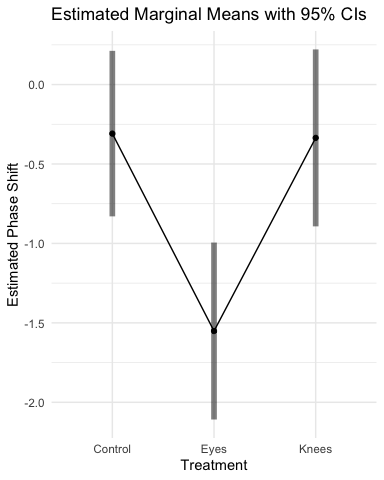 Estimated Marginal Means with 95% CIs
Estimated Phase Shift
0.0
-0.5
-1.0
-1.5
-2.0
Control Eyes Knees
Treatment